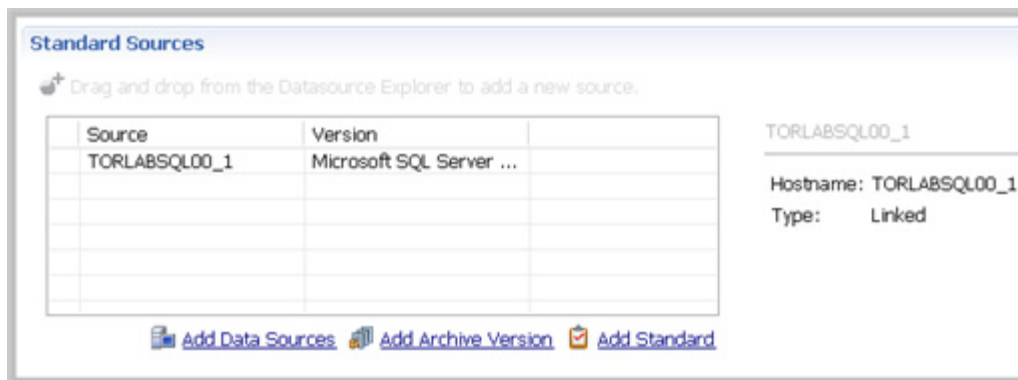 Standard Sources
Drag and drop from the Datasource Explorer to add a new source.
Source Version
TORLABSQL00_1 Microsoft SQL Server ...
Add Data Sources Add Archive Version Add Standard
TORLABSQL00_1
Hostname: TORLABSQL00_1
Type: Linked